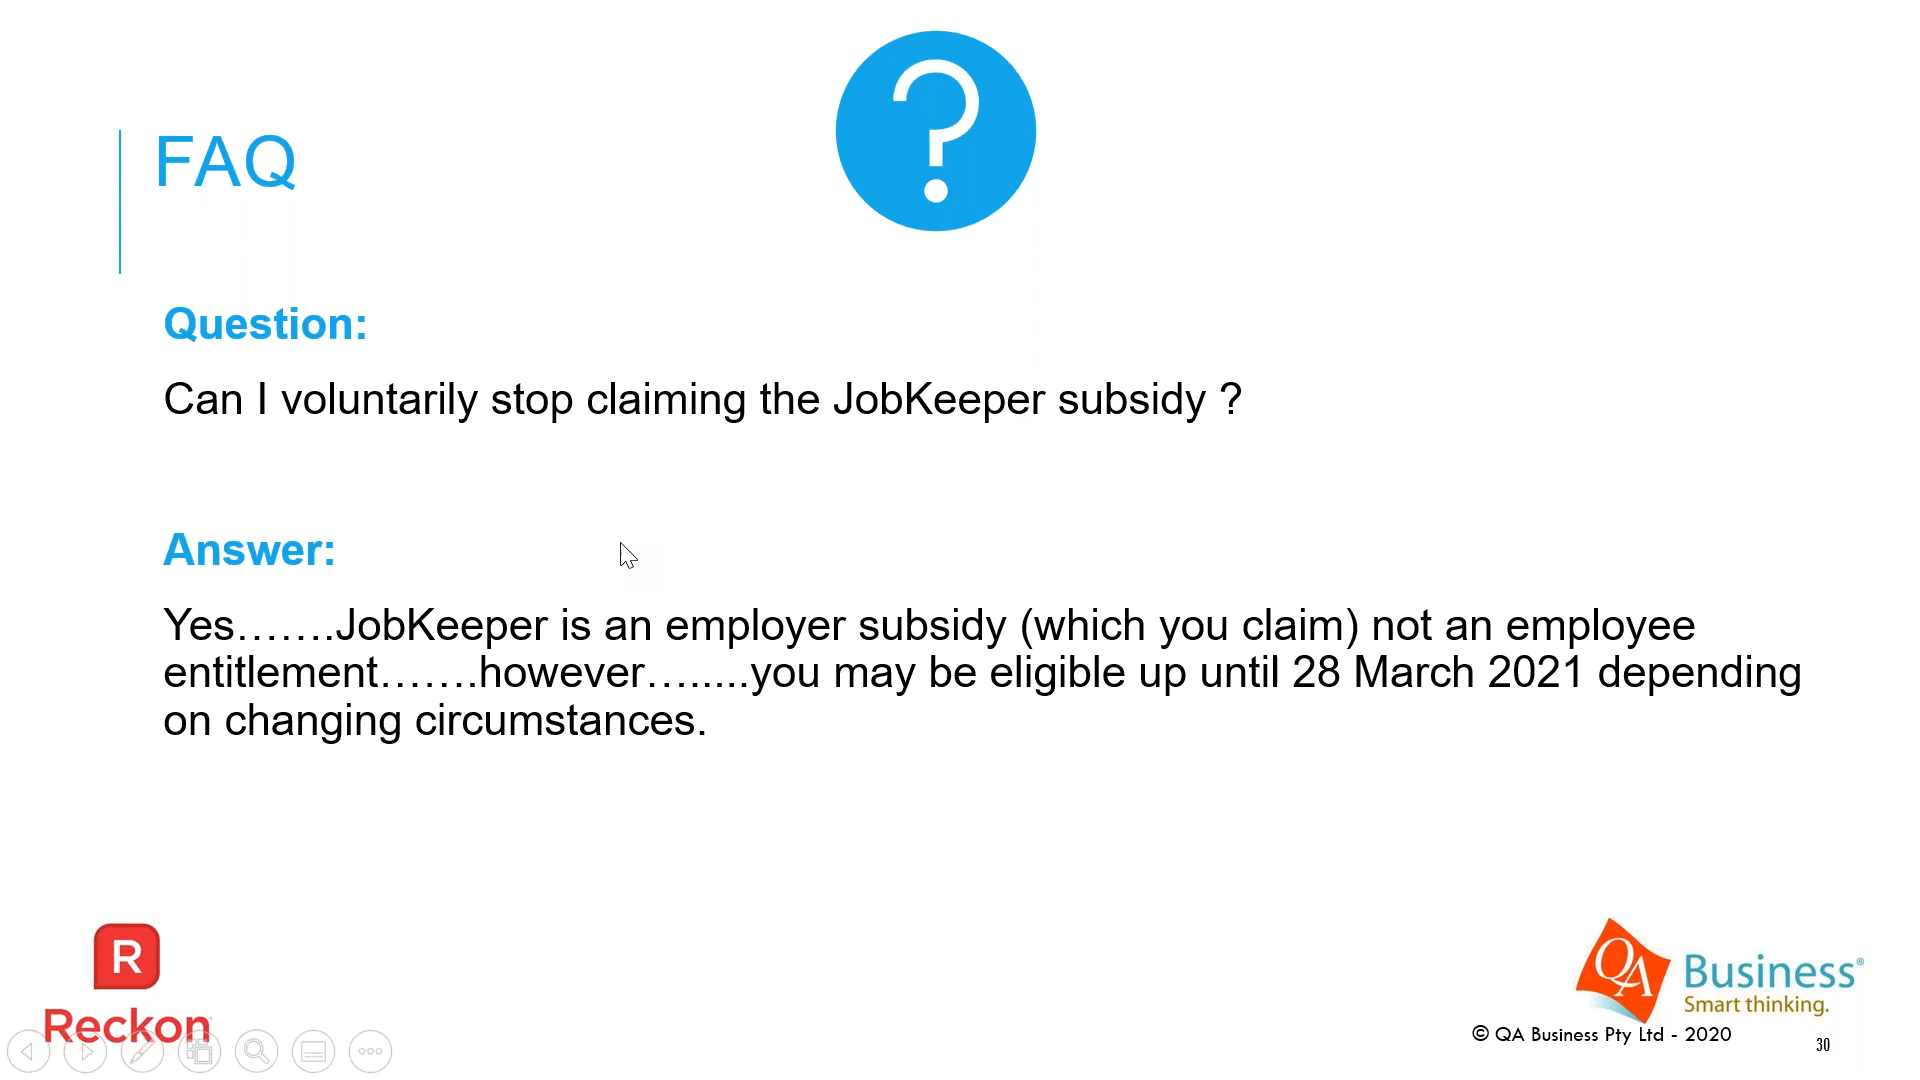 ?
FAQ
Question:
Can I voluntarily stop claiming the JobKeeper subsidy ?
Answer:
Yes…….JobKeeper is an employer subsidy (which you claim) not an employee
entitlement…….however….....you may be eligible up until 28 March 2021 depending
on changing circumstances.
R
Reckon
QA Business®
Smart thinking.
© QA Business Pty Ltd - 2020
30